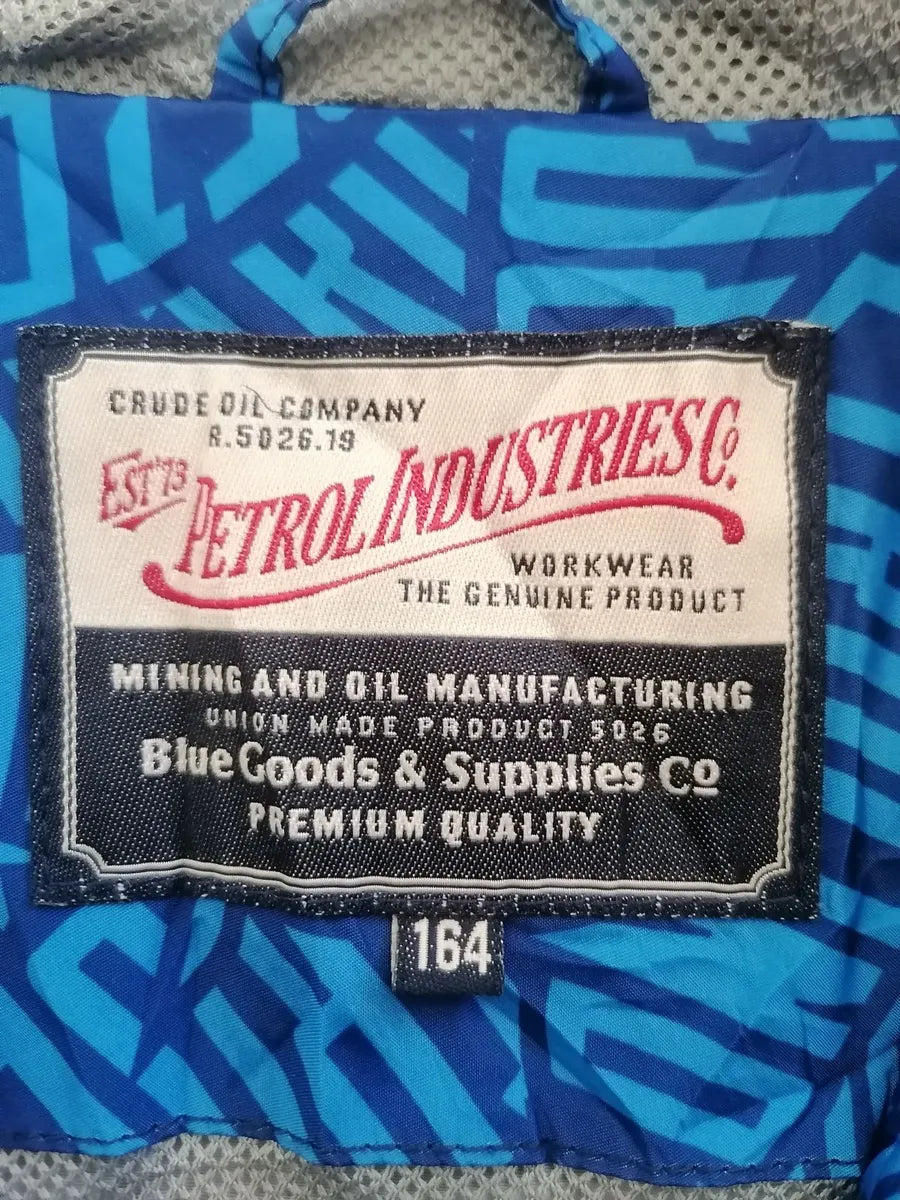 CRUDE OIL COMPANY
R.5026.19
EST'73
PETROL INDUSTRIES Co.
WORKWEAR
THE GENUINE PRODUCT
MINING AND OIL MANUFACTURING
UNION MADE PRODUCT 5026
Blue Goods & Supplies Co
PREMIUM QUALITY
164